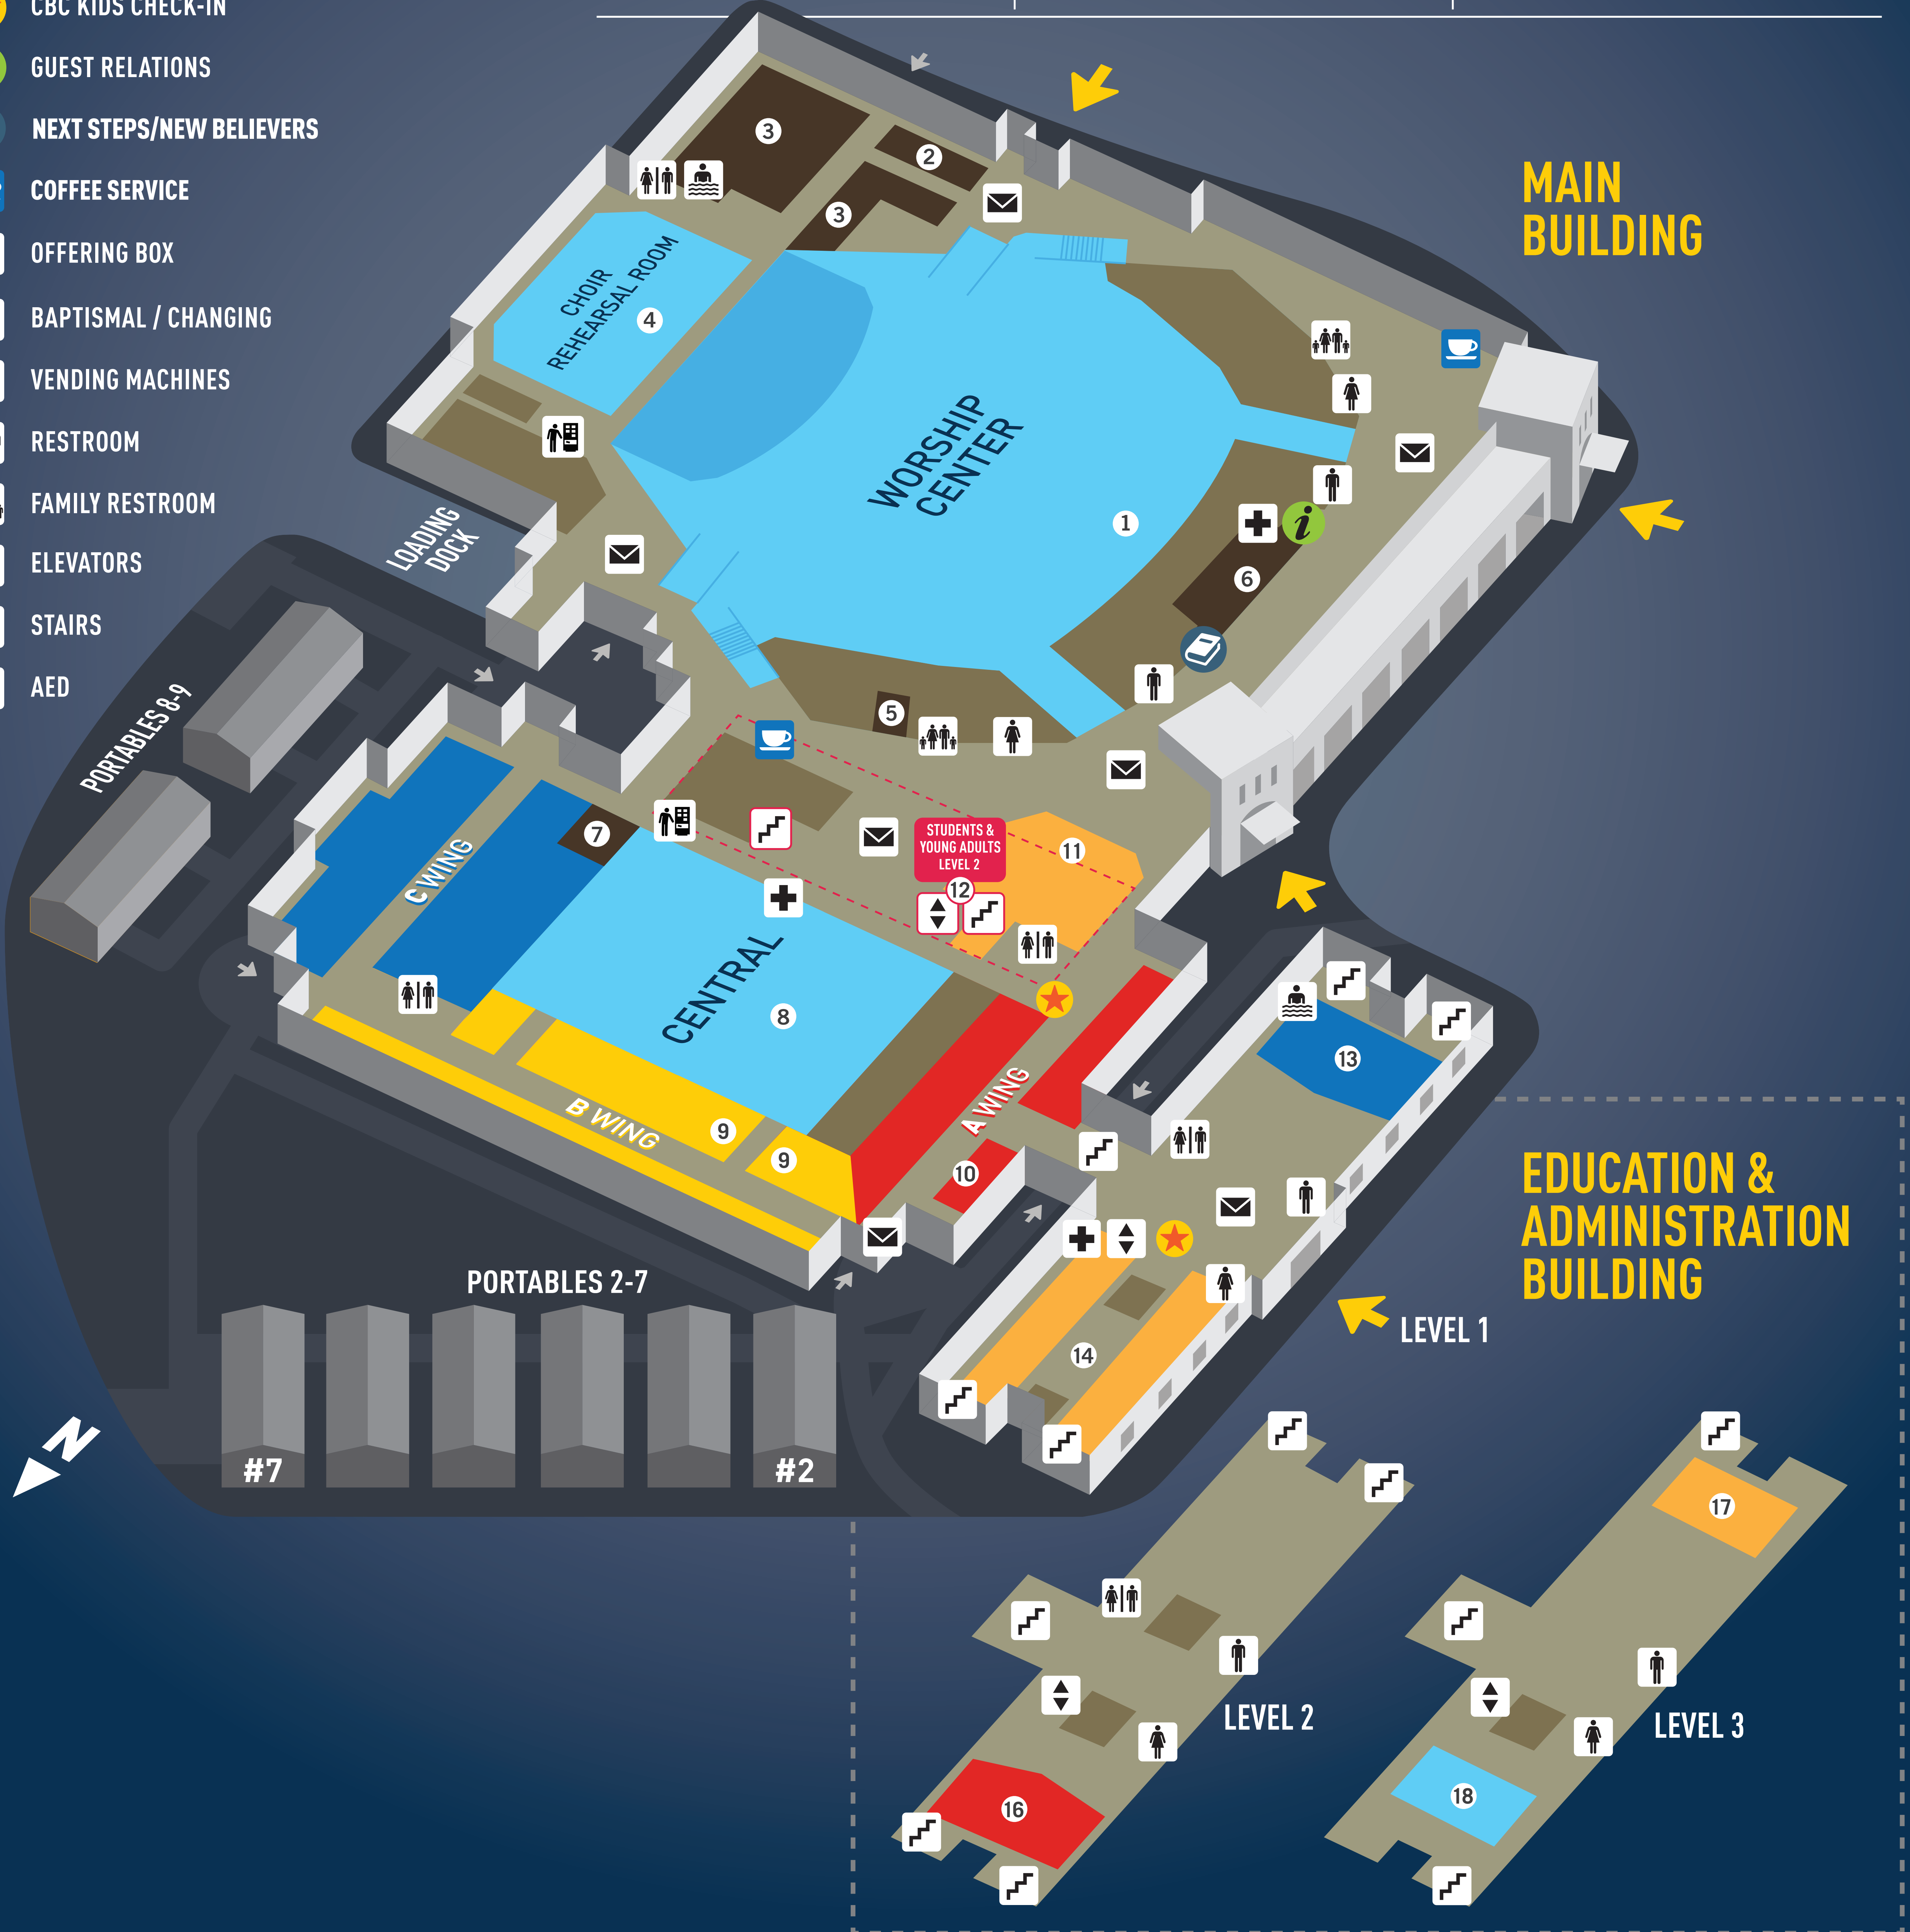 CBC KIDS CHECK-IN
GUEST RELATIONS
NEXT STEPS/NEW BELIEVERS
COFFEE SERVICE
OFFERING BOX
BAPTISMAL / CHANGING
VENDING MACHINES
RESTROOM
FAMILY RESTROOM
ELEVATORS
STAIRS
AED
MAIN
BUILDING
3
2
3
CHOIR
REHEARSAL ROOM
4
WORSHIP
CENTER
1
i
6
LOADING
DOCK
PORTABLES 8-9
5
7
C WING
STUDENTS &
YOUNG ADULTS
LEVEL 2
11
12
CENTRAL
8
13
A WING
B WING
9
9
10
EDUCATION &
ADMINISTRATION
BUILDING
PORTABLES 2-7
LEVEL 1
14
N
#7
#2
17
LEVEL 2
LEVEL 3
16
18